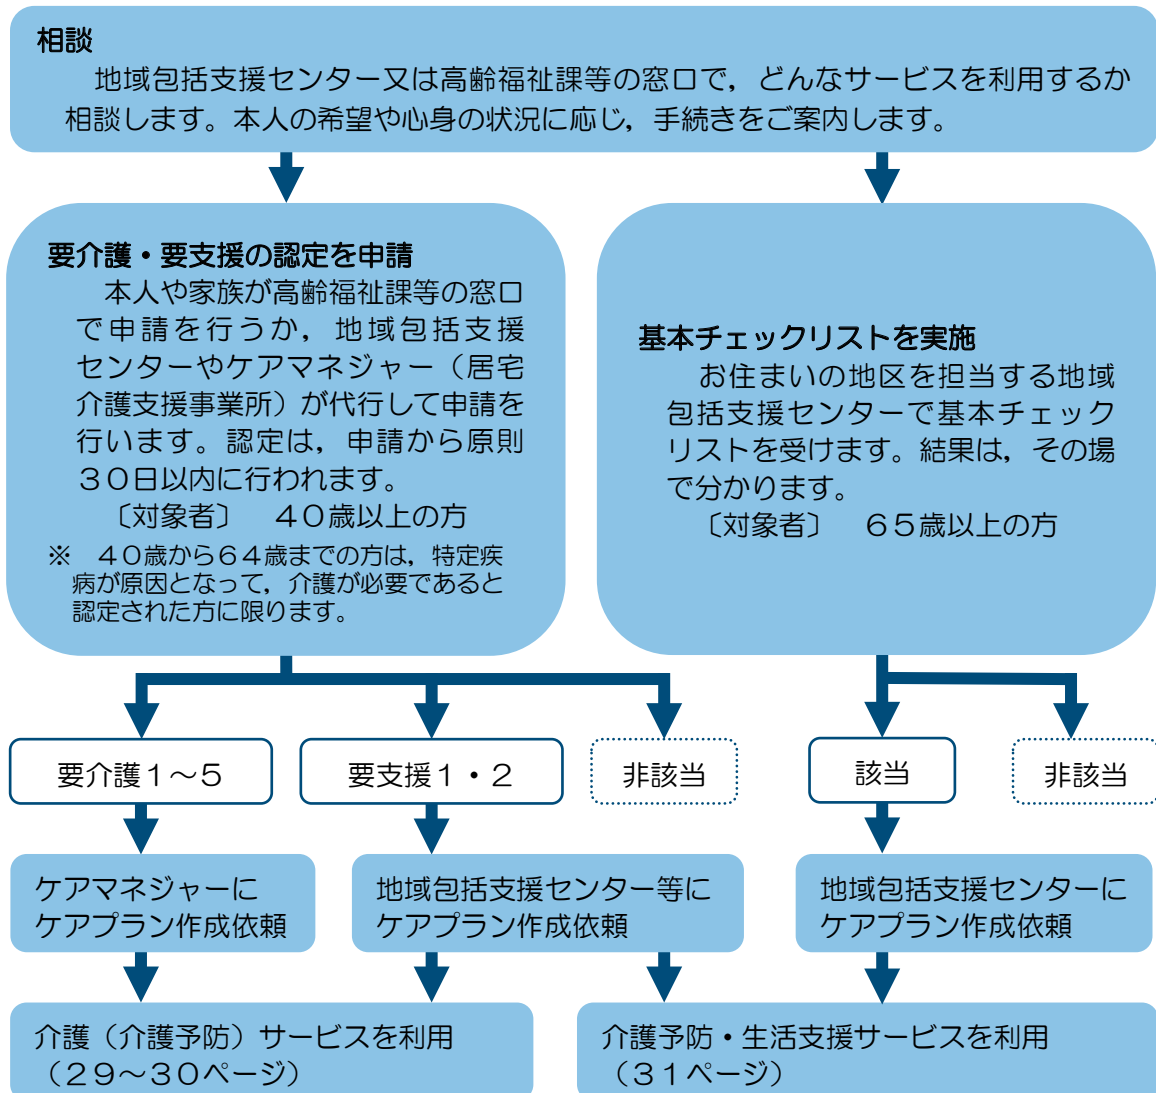 相談
地域包括支援センター又は高齢福祉課等の窓口で，どんなサービスを利用するか
相談します。本人の希望や心身の状況に応じ，手続きをご案内します。
要介護・要支援の認定を申請
本人や家族が高齢福祉課等の窓口
で申請を行うか，地域包括支援
センターやケアマネジャー（居宅
介護支援事業所）が代行して申請を
行います。認定は，申請から原則
３０日以内に行われます。
〔対象者〕　４０歳以上の方
※　４０歳から６４歳までの方は，特定疾
病が原因となって，介護が必要であると
認定された方に限ります。
基本チェックリストを実施
お住まいの地区を担当する地域
包括支援センターで基本チェック
リストを受けます。結果は，その場
で分かります。
〔対象者〕　６５歳以上の方
要介護１～５
要支援１・２
非該当
該当
非該当
ケアマネジャーに
ケアプラン作成依頼
地域包括支援センター等に
ケアプラン作成依頼
地域包括支援センターに
ケアプラン作成依頼
介護（介護予防）サービスを利用
（２９～３０ページ）
介護予防・生活支援サービスを利用
（３１ページ）